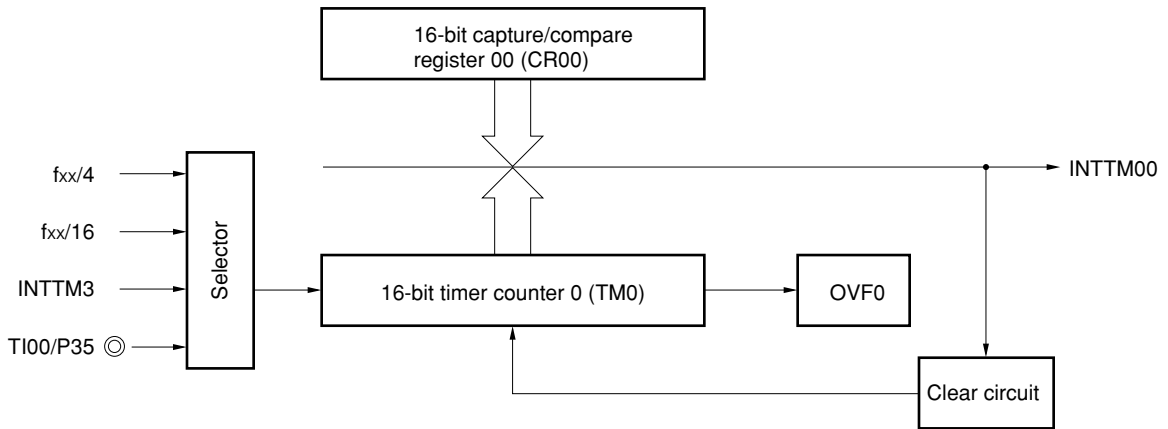 16-bit capture/compare
register 00 (CR00)
fxx/4
fxx/16
INTTM3
TI00/P35
Selector
16-bit timer counter 0 (TM0)
OVF0
INTTM00
Clear circuit